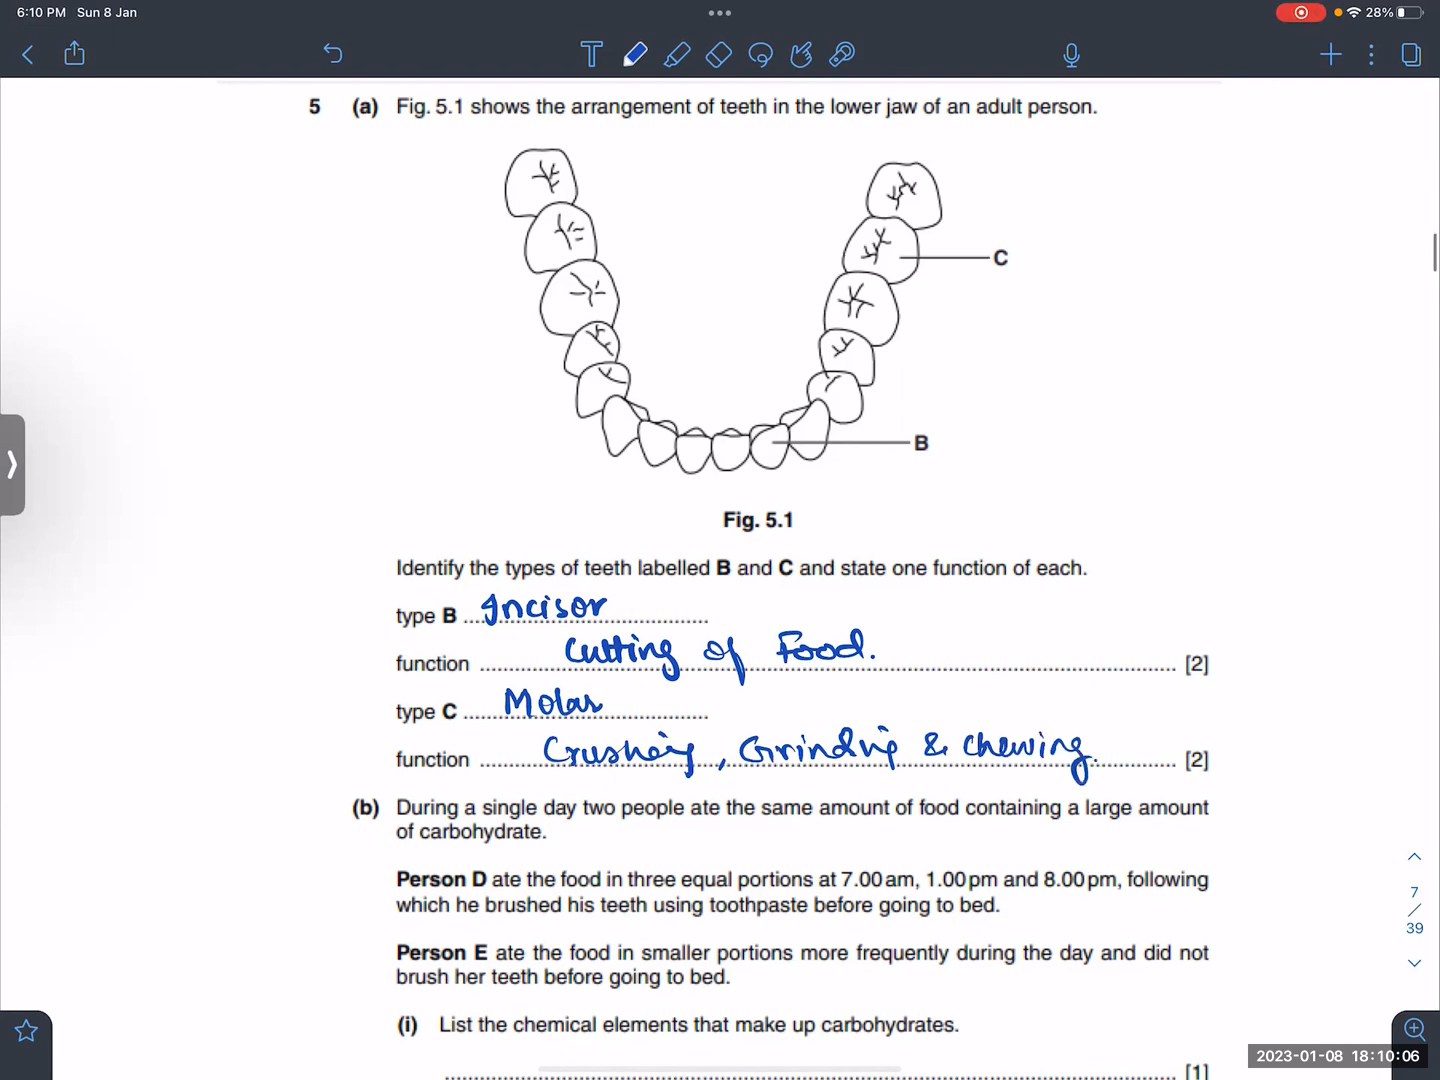 6:10 PM Sun 8 Jan
28%
5 (a) Fig. 5.1 shows the arrangement of teeth in the lower jaw of an adult person.
C
B
Fig. 5.1
Identify the types of teeth labelled B and C and state one function of each.
type B Incisor
function Cutting of Food. [2]
type C Molar
function Crushing, Grinding & Chewing. [2]
(b) During a single day two people ate the same amount of food containing a large amount
of carbohydrate.
Person D ate the food in three equal portions at 7.00 am, 1.00 pm and 8.00 pm, following
which he brushed his teeth using toothpaste before going to bed.
Person E ate the food in smaller portions more frequently during the day and did not
brush her teeth before going to bed.
(i) List the chemical elements that make up carbohydrates.
[1]
7
/
39
2023-01-08 18:10:06